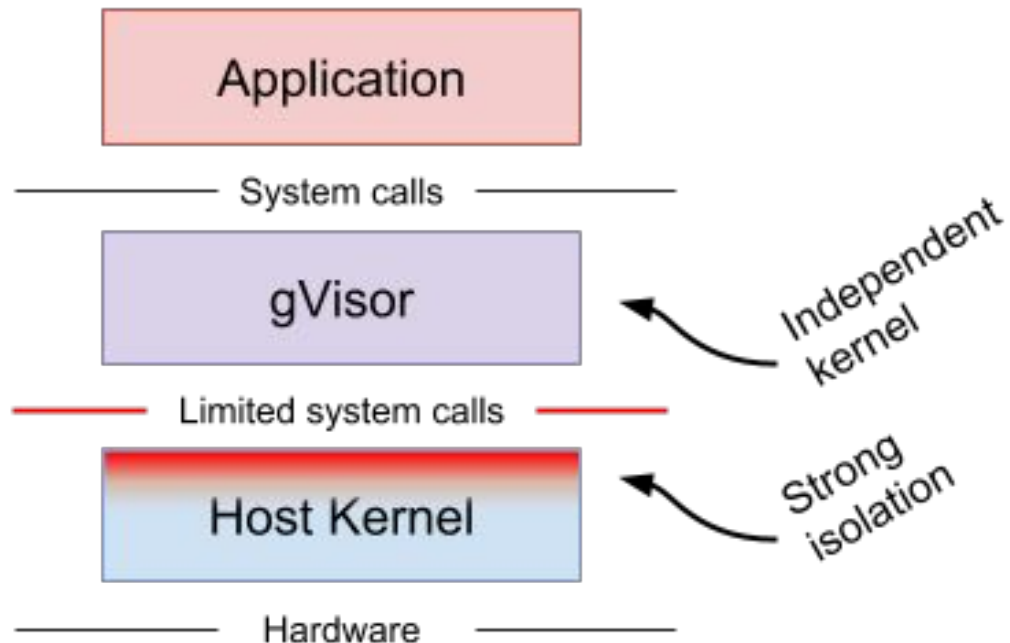 Application
System calls
gVisor
Independent
kernel
Limited system calls
Host Kernel
Strong
isolation
Hardware